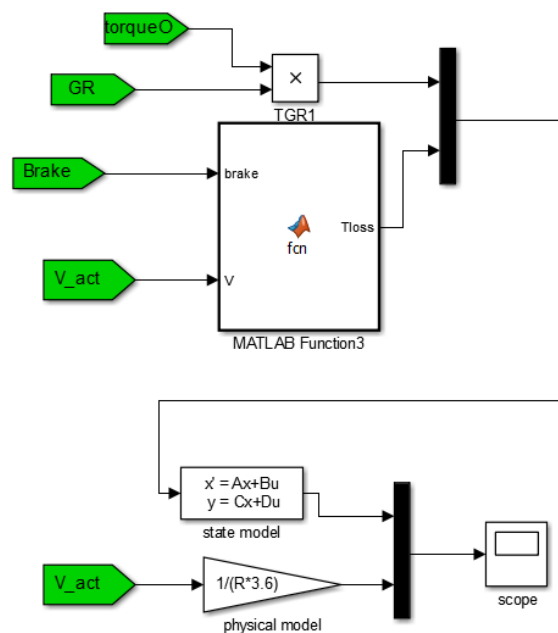 torqueO
GR
×
TGR1
Brake
brake
Tloss
fcn
V_act
V
MATLAB Function3
x' = Ax+Bu
y = Cx+Du
state model
V_act
1/(R*3.6)
physical model
scope